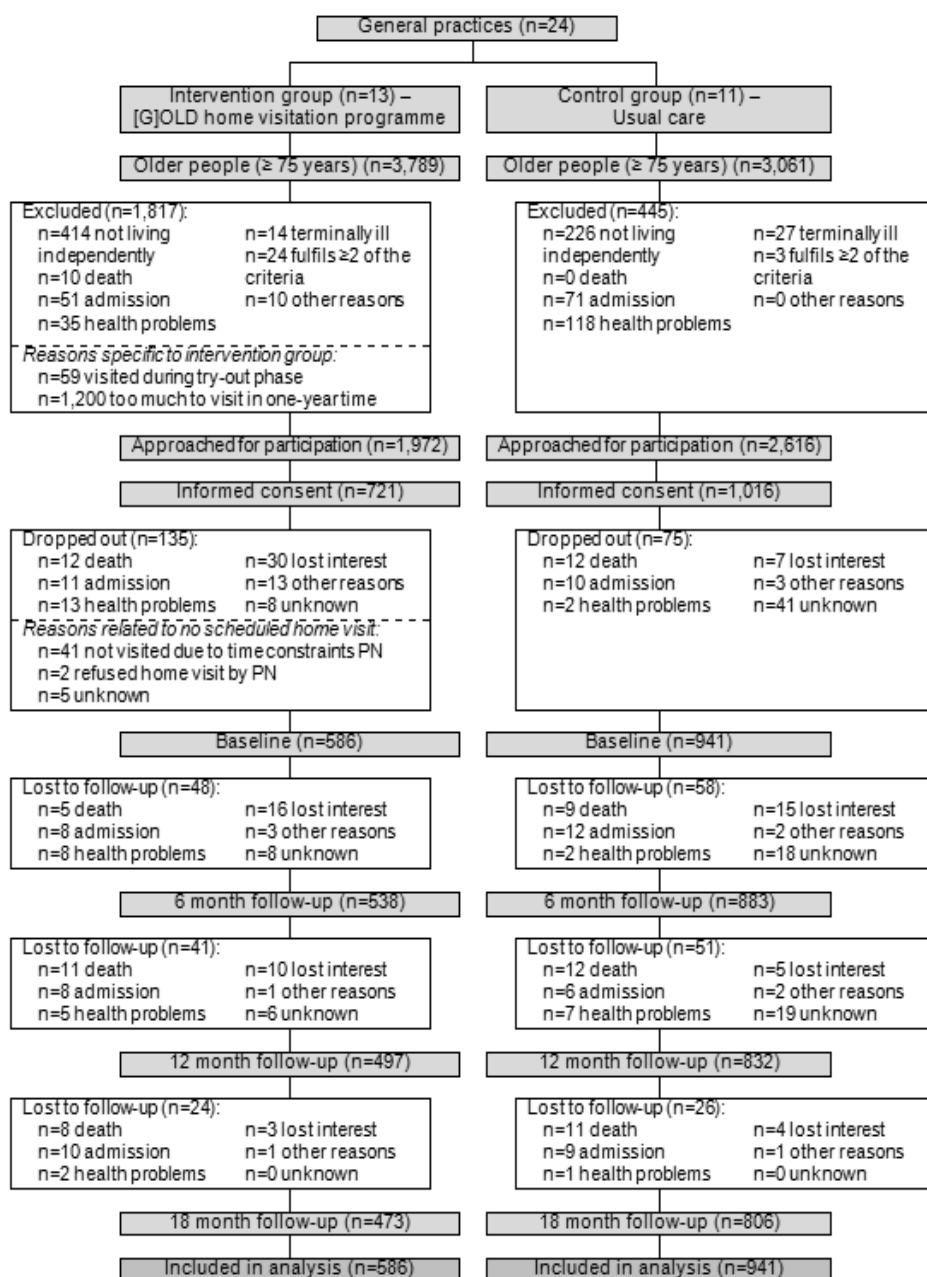 General practices (n=24)
Intervention group (n=13) –
[G]OLD home visitation programme
Control group (n=11) –
Usual care
Older people (≥ 75 years) (n=3,789)
Older people (≥ 75 years) (n=3,061)
Excluded (n=1,817):
n=414 not living
independently
n=10 death
n=51 admission
n=35 health problems
n=14 terminally ill
n=24 fulfils ≥2 of the
criteria
n=10 other reasons
Reasons specific to intervention group:
n=59 visited during try-out phase
n=1,200 too much to visit in one-year time
Excluded (n=445):
n=226 not living
independently
n=0 death
n=71 admission
n=118 health problems
n=27 terminally ill
n=3 fulfils ≥2 of the
criteria
n=0 other reasons
Approached for participation (n=1,972)
Approached for participation (n=2,616)
Informed consent (n=721)
Informed consent (n=1,016)
Dropped out (n=135):
n=12 death
n=11 admission
n=13 health problems
n=30 lost interest
n=13 other reasons
n=8 unknown
Reasons related to no scheduled home visit:
n=41 not visited due to time constraints PN
n=2 refused home visit by PN
n=5 unknown
Dropped out (n=75):
n=12 death
n=10 admission
n=2 health problems
n=7 lost interest
n=3 other reasons
n=41 unknown
Baseline (n=586)
Baseline (n=941)
Lost to follow-up (n=48):
n=5 death
n=8 admission
n=8 health problems
n=16 lost interest
n=3 other reasons
n=8 unknown
Lost to follow-up (n=58):
n=9 death
n=12 admission
n=2 health problems
n=15 lost interest
n=2 other reasons
n=18 unknown
6 month follow-up (n=538)
6 month follow-up (n=883)
Lost to follow-up (n=41):
n=11 death
n=8 admission
n=5 health problems
n=10 lost interest
n=1 other reasons
n=6 unknown
Lost to follow-up (n=51):
n=12 death
n=6 admission
n=7 health problems
n=5 lost interest
n=2 other reasons
n=19 unknown
12 month follow-up (n=497)
12 month follow-up (n=832)
Lost to follow-up (n=24):
n=8 death
n=10 admission
n=2 health problems
n=3 lost interest
n=1 other reasons
n=0 unknown
Lost to follow-up (n=26):
n=11 death
n=9 admission
n=1 health problems
n=4 lost interest
n=1 other reasons
n=0 unknown
18 month follow-up (n=473)
18 month follow-up (n=806)
Included in analysis (n=586)
Included in analysis (n=941)